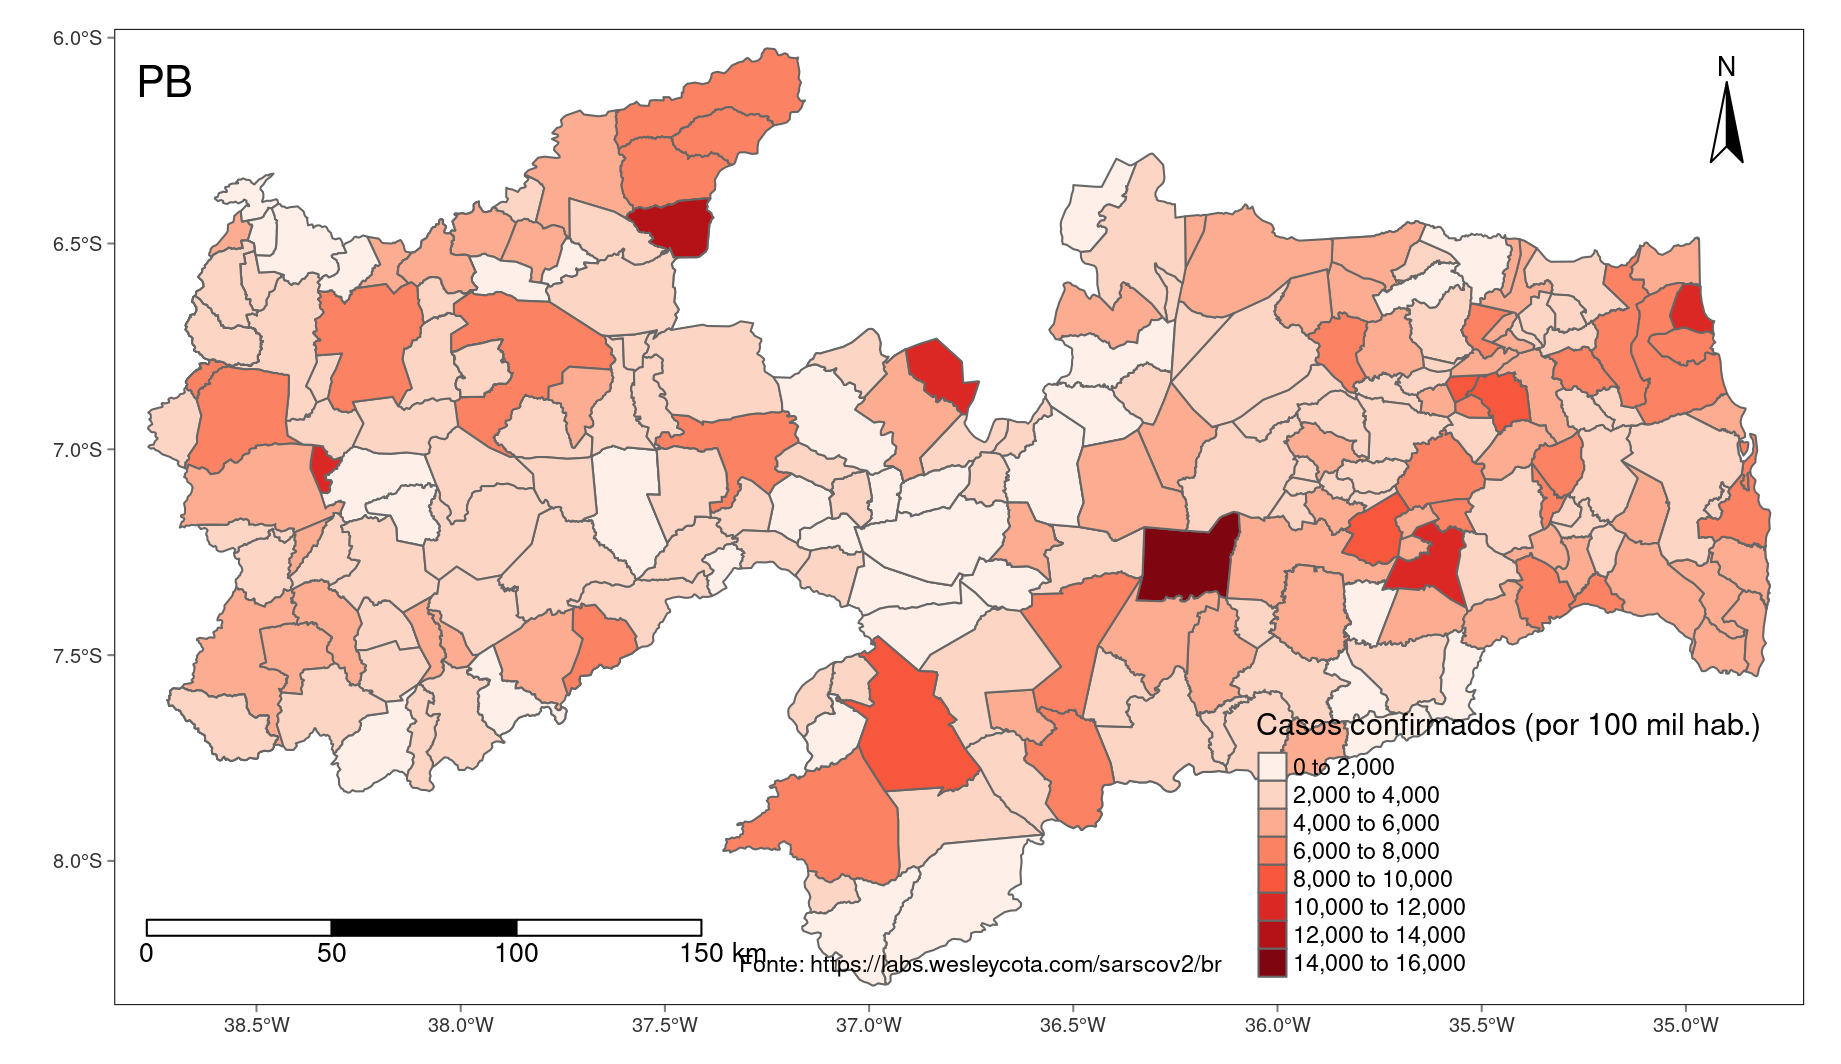 6.0°S
PB
N
6.5°S
7.0°S
7.5°S
8.0°S
Casos confirmados (por 100 mil hab.)
0 to 2,000
2,000 to 4,000
4,000 to 6,000
6,000 to 8,000
8,000 to 10,000
10,000 to 12,000
12,000 to 14,000
14,000 to 16,000
0 50 100 150 km
Fonte: https://labs.wesleycota.com/sarscov2/br
38.5°W 38.0°W 37.5°W 37.0°W 36.5°W 36.0°W 35.5°W 35.0°W